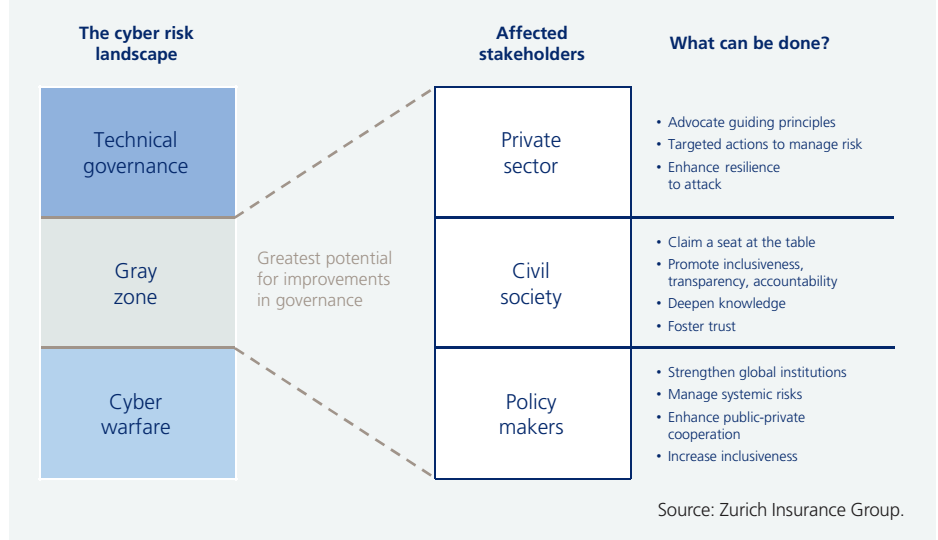 The cyber risk
landscape
Affected
stakeholders
What can be done?
Technical
governance
Gray
zone
Cyber
warfare
Greatest potential
for improvements
in governance
Private
sector
• Advocate guiding principles
• Targeted actions to manage risk
• Enhance resilience
to attack
Civil
society
• Claim a seat at the table
• Promote inclusiveness,
transparency, accountability
• Deepen knowledge
• Foster trust
Policy
makers
• Strengthen global institutions
• Manage systemic risks
• Enhance public-private
cooperation
• Increase inclusiveness
Source: Zurich Insurance Group.